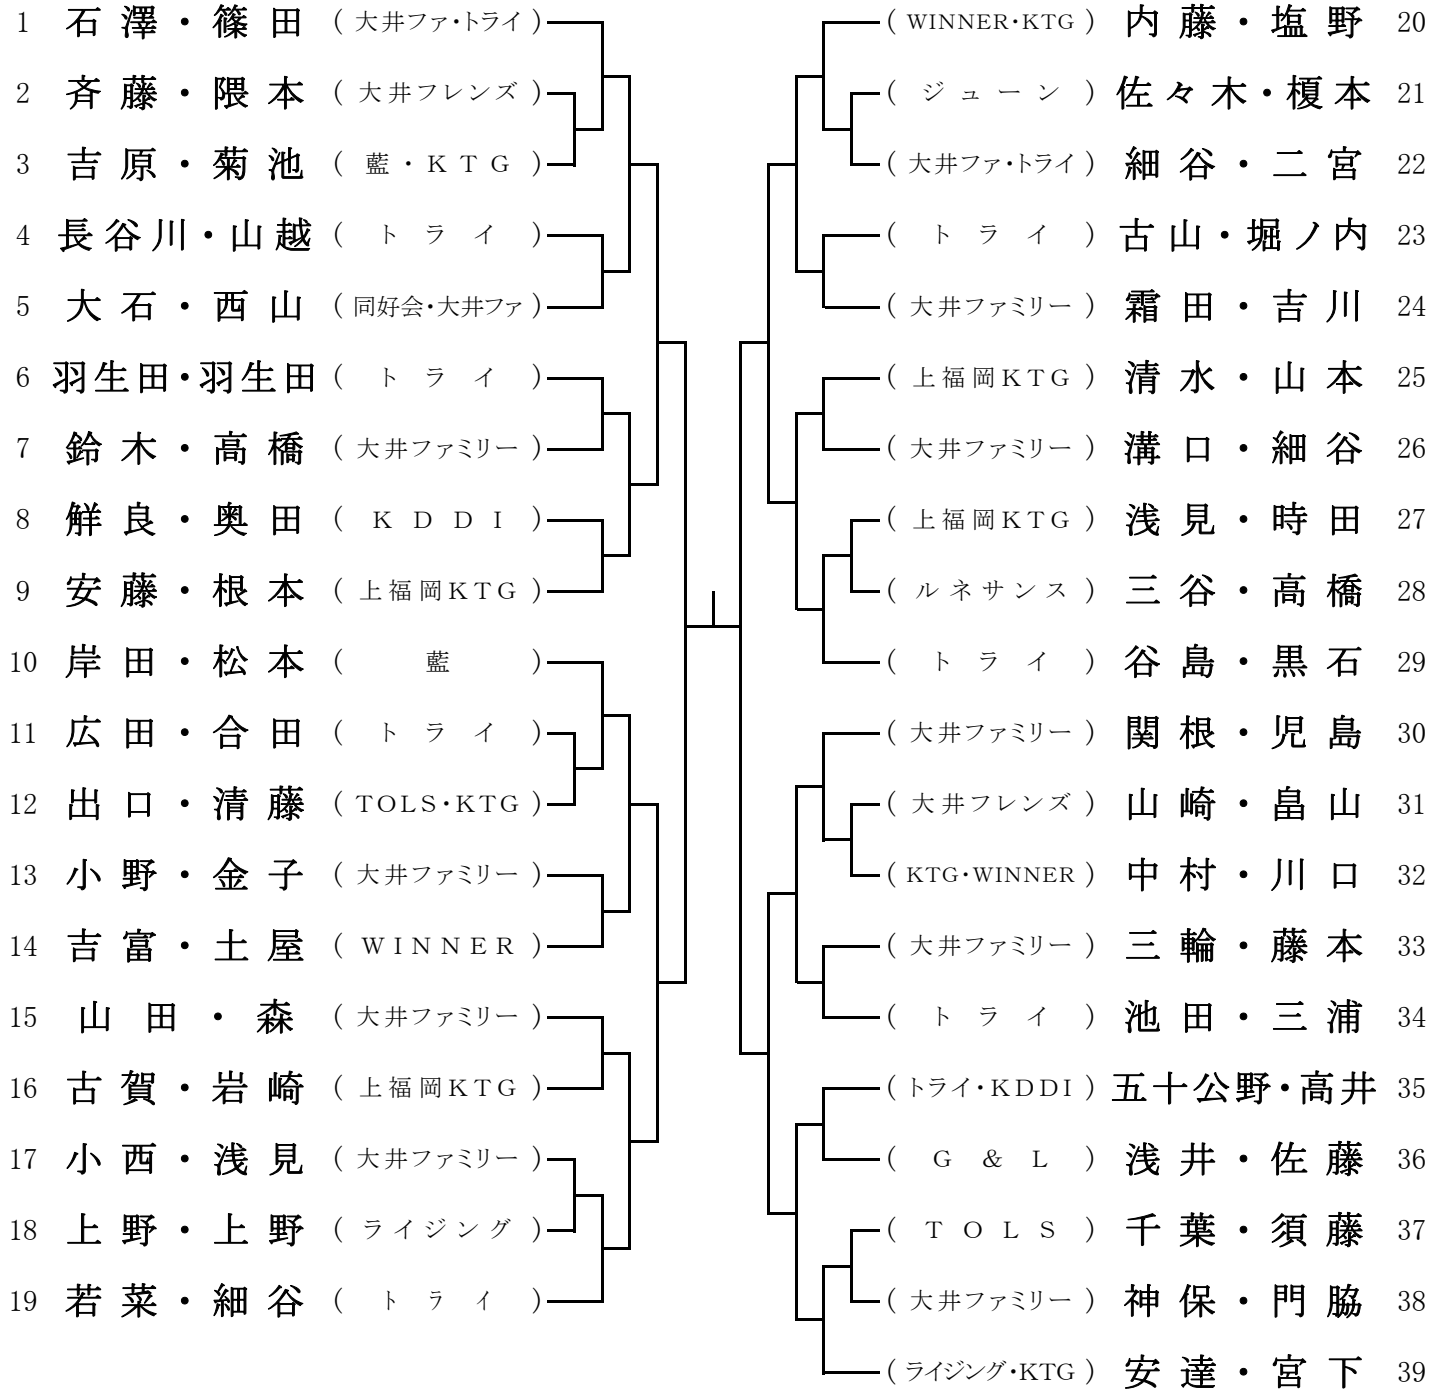 1 石澤・篠田 (大井ファ・トライ)
2 斉藤・隈本 (大井フレンズ)
3 吉原・菊池 (藍・KTG)
4 長谷川・山越 (トライ)
5 大石・西山 (同好会・大井ファ)
6 羽生田・羽生田 (トライ)
7 鈴木・高橋 (大井ファミリー)
8 鮮良・奥田 (KDDI)
9 安藤・根本 (上福岡KTG)
10 岸田・松本 (藍)
11 広田・合田 (トライ)
12 出口・清藤 (TOLS・KTG)
13 小野・金子 (大井ファミリー)
14 吉富・土屋 (WINNER)
15 山田・森 (大井ファミリー)
16 古賀・岩崎 (上福岡KTG)
17 小西・浅見 (大井ファミリー)
18 上野・上野 (ライジング)
19 若菜・細谷 (トライ)
(WINNER・KTG) 内藤・塩野 20
(ジューン) 佐々木・榎本 21
(大井ファ・トライ) 細谷・二宮 22
(トライ) 古山・堀ノ内 23
(大井ファミリー) 霜田・吉川 24
(上福岡KTG) 清水・山本 25
(大井ファミリー) 溝口・細谷 26
(上福岡KTG) 浅見・時田 27
(ルネサンス) 三谷・高橋 28
(トライ) 谷島・黒石 29
(大井ファミリー) 関根・児島 30
(大井フレンズ) 山崎・畠山 31
(KTG・WINNER) 中村・川口 32
(大井ファミリー) 三輪・藤本 33
(トライ) 池田・三浦 34
(トライ・KDDI) 五十公野・高井 35
(G&L) 浅井・佐藤 36
(TOLS) 千葉・須藤 37
(大井ファミリー) 神保・門脇 38
(ライジング・KTG) 安達・宮下 39